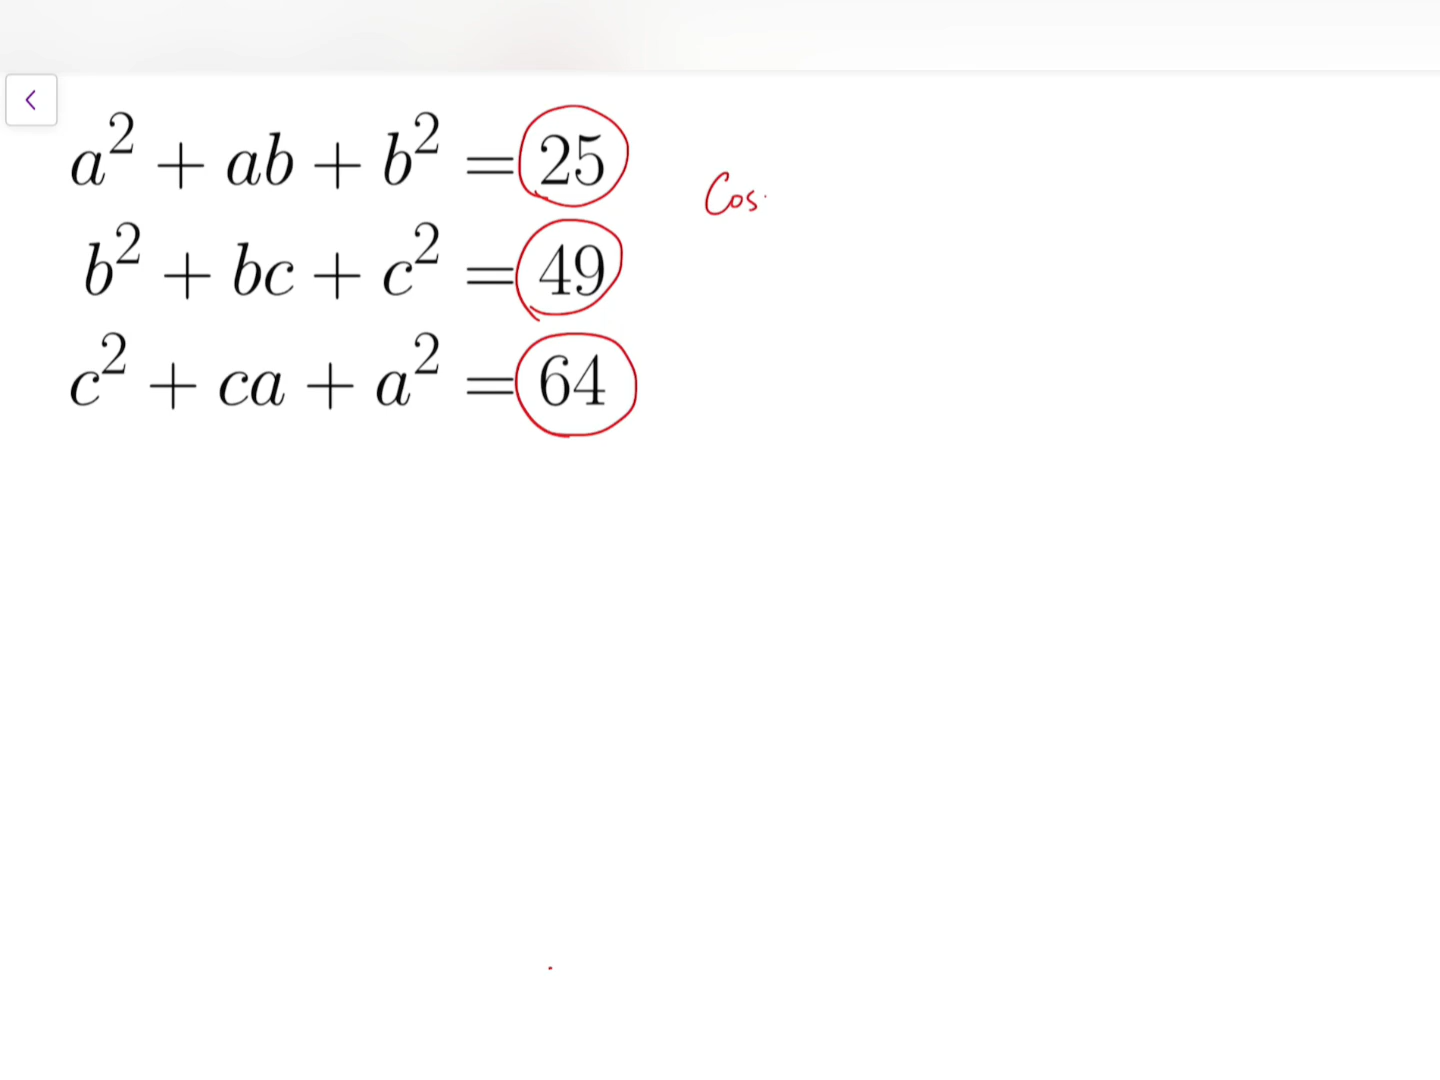 a² + ab + b² = 25
Cos
b² + bc + c² = 49
c² + ca + a² = 64